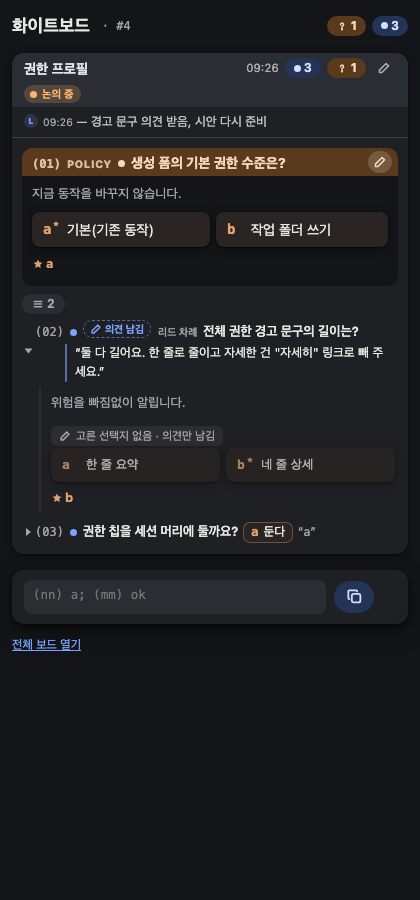 화이트보드 · #4 ? 1 3
권한 프로필 09:26 3 ? 1
논의 중
L 09:26 — 경고 문구 의견 받음, 시안 다시 준비
(01) POLICY 생성 폼의 기본 권한 수준은?
지금 동작을 바꾸지 않습니다.
a* 기본(기존 동작) b 작업 폴더 쓰기
★ a
≡ 2
(02) 의견 남김 리드 차례 전체 권한 경고 문구의 길이는?
“둘 다 길어요. 한 줄로 줄이고 자세한 건 "자세히" 링크로 빼 주
세요.”
위험을 빠짐없이 알립니다.
고른 선택지 없음 · 의견만 남김
a 한 줄 요약 b* 네 줄 상세
★ b
(03) 권한 칩을 세션 머리에 둘까요? a 둔다 “a”
(nn) a; (mm) ok
전체 보드 열기